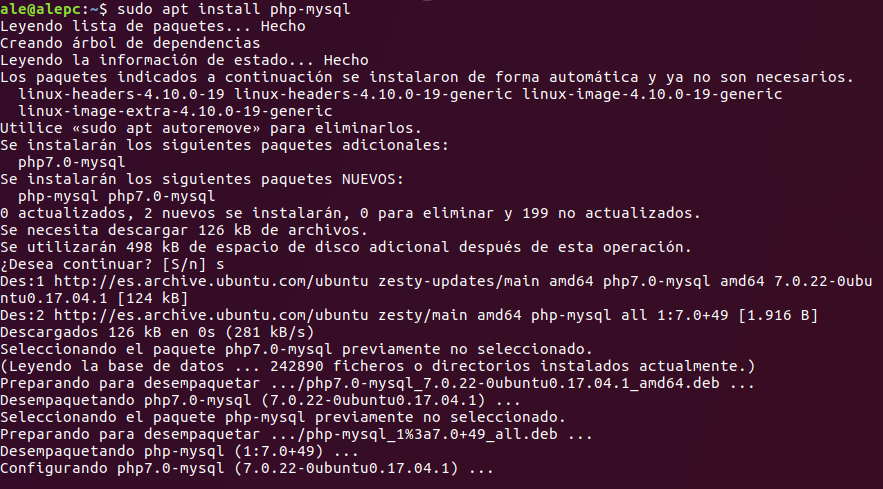 ale@alepc:~$ sudo apt install php-mysql
Leyendo lista de paquetes... Hecho
Creando árbol de dependencias
Leyendo la información de estado... Hecho
Los paquetes indicados a continuación se instalaron de forma automática y ya no son necesarios.
  linux-headers-4.10.0-19 linux-headers-4.10.0-19-generic linux-image-4.10.0-19-generic
  linux-image-extra-4.10.0-19-generic
Utilice «sudo apt autoremove» para eliminarlos.
Se instalarán los siguientes paquetes adicionales:
  php7.0-mysql
Se instalarán los siguientes paquetes NUEVOS:
  php-mysql php7.0-mysql
0 actualizados, 2 nuevos se instalarán, 0 para eliminar y 199 no actualizados.
Se necesita descargar 126 kB de archivos.
Se utilizarán 498 kB de espacio de disco adicional después de esta operación.
¿Desea continuar? [S/n] s
Des:1 http://es.archive.ubuntu.com/ubuntu zesty-updates/main amd64 php7.0-mysql amd64 7.0.22-0ubu
ntu0.17.04.1 [124 kB]
Des:2 http://es.archive.ubuntu.com/ubuntu zesty/main amd64 php-mysql all 1:7.0+49 [1.916 B]
Descargados 126 kB en 0s (281 kB/s)
Seleccionando el paquete php7.0-mysql previamente no seleccionado.
(Leyendo la base de datos ... 242890 ficheros o directorios instalados actualmente.)
Preparando para desempaquetar .../php7.0-mysql_7.0.22-0ubuntu0.17.04.1_amd64.deb ...
Desempaquetando php7.0-mysql (7.0.22-0ubuntu0.17.04.1) ...
Seleccionando el paquete php-mysql previamente no seleccionado.
Preparando para desempaquetar .../php-mysql_1%3a7.0+49_all.deb ...
Desempaquetando php-mysql (1:7.0+49) ...
Configurando php7.0-mysql (7.0.22-0ubuntu0.17.04.1) ...